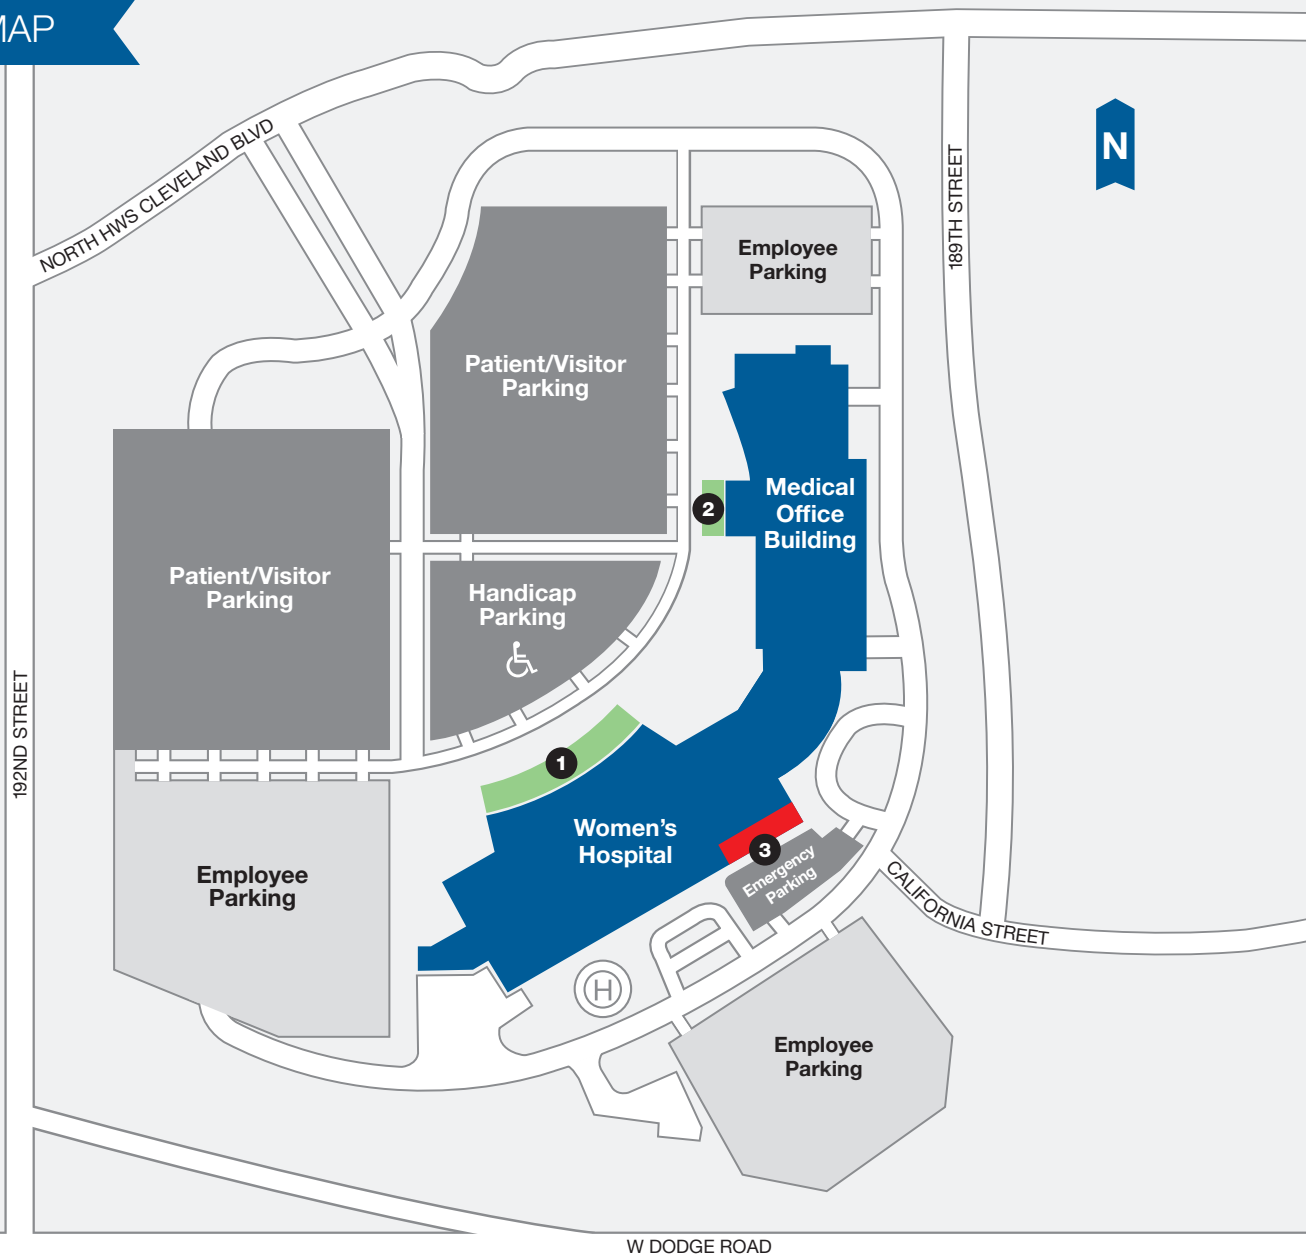 MAP
NORTH HWS CLEVELAND BLVD
N
189TH STREET
Employee
Parking
Patient/Visitor
Parking
2
Medical
Office
Building
Patient/Visitor
Parking
Handicap
Parking
192ND STREET
1
Women's
Hospital
3
Emergency
Parking
Employee
Parking
CALIFORNIA STREET
H
Employee
Parking
W DODGE ROAD